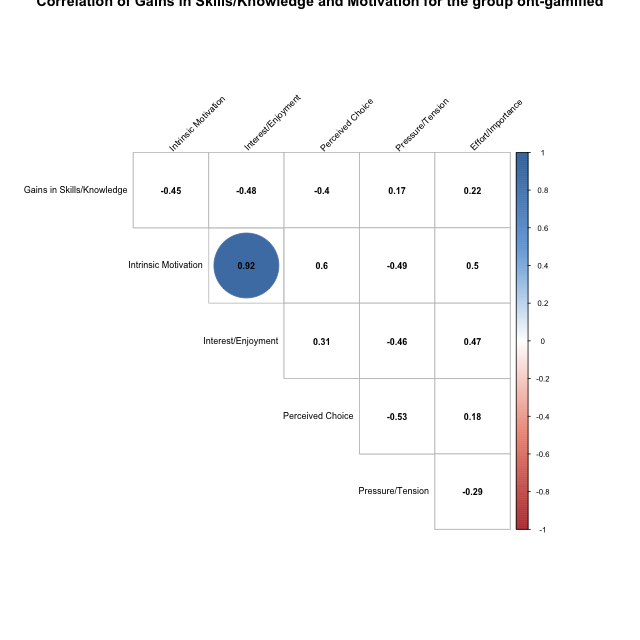 Correlation of Gains in Skills/Knowledge and Motivation for the group ont-gamified
Intrinsic Motivation
Interest/Enjoyment
Perceived Choice
Pressure/Tension
Effort/Importance
Gains in Skills/Knowledge -0.45 -0.48 -0.4 0.17 0.22
Intrinsic Motivation 0.92 0.6 -0.49 0.5
Interest/Enjoyment 0.31 -0.46 0.47
Perceived Choice -0.53 0.18
Pressure/Tension -0.29
1
0.8
0.6
0.4
0.2
0
-0.2
-0.4
-0.6
-0.8
-1